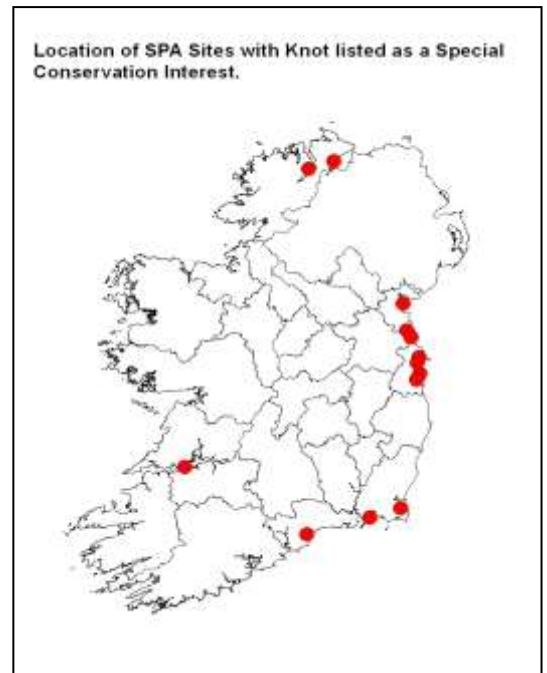 Location of SPA Sites with Knot listed as a Special
Conservation Interest.